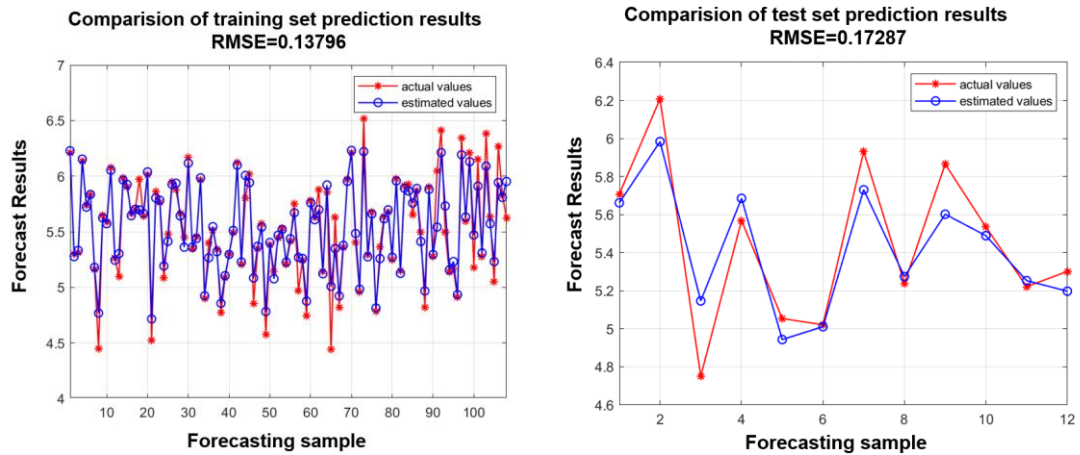 Comparision of training set prediction results
RMSE=0.13796
7
6.5
6
5.5
5
4.5
4
Forecast Results
actual values
estimated values
10 20 30 40 50 60 70 80 90 100
Forecasting sample
Comparision of test set prediction results
RMSE=0.17287
6.4
6.2
6
5.8
5.6
5.4
5.2
5
4.8
4.6
Forecast Results
actual values
estimated values
2 4 6 8 10 12
Forecasting sample